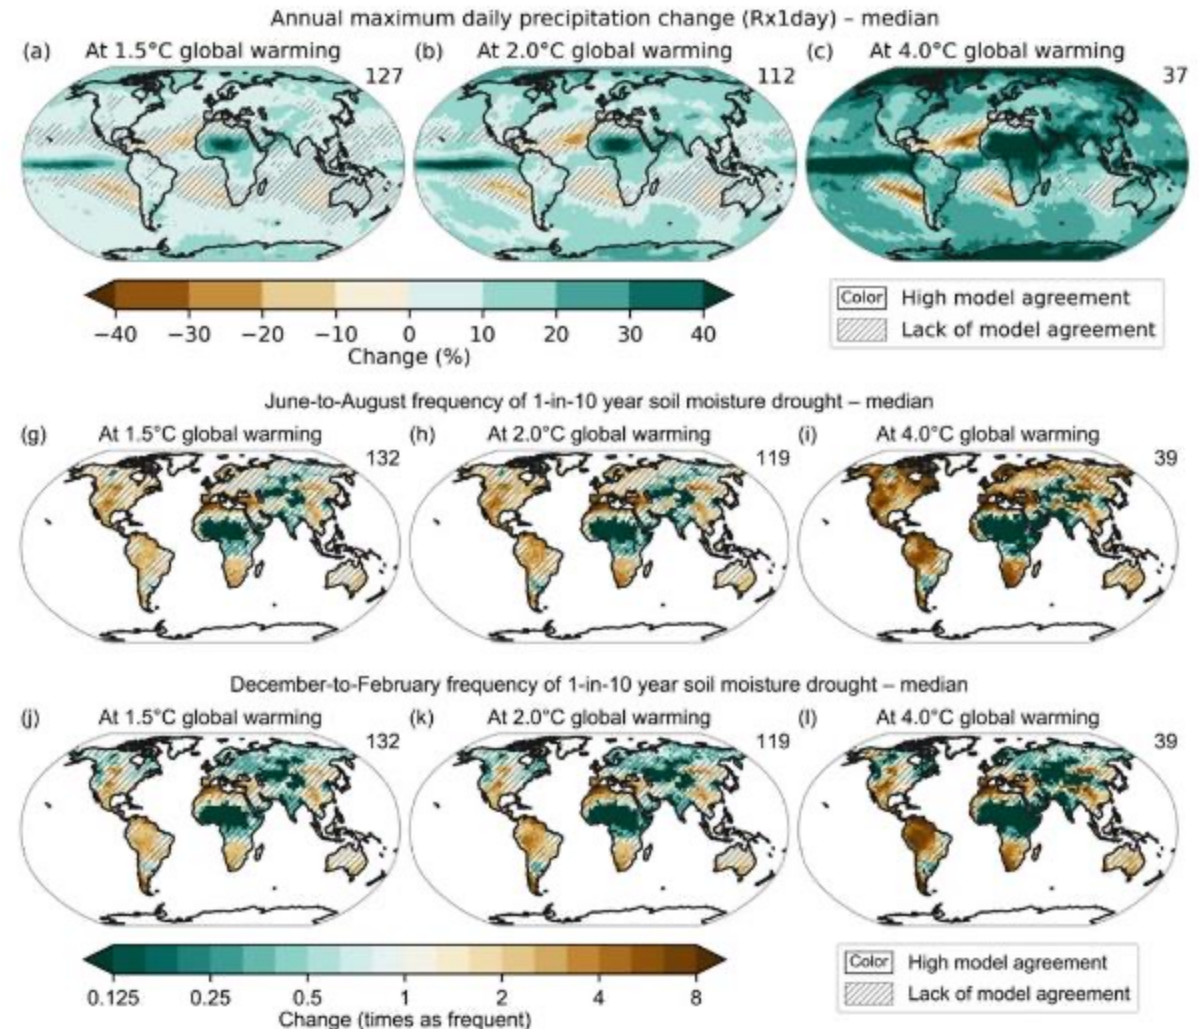 Annual maximum daily precipitation change (Rx1day) – median
(a) At 1.5°C global warming 127
(b) At 2.0°C global warming 112
(c) At 4.0°C global warming 37
−40 −30 −20 −10 0 10 20 30 40
Change (%)
Color High model agreement
Lack of model agreement
June-to-August frequency of 1-in-10 year soil moisture drought – median
(g) At 1.5°C global warming 132
(h) At 2.0°C global warming 119
(i) At 4.0°C global warming 39
December-to-February frequency of 1-in-10 year soil moisture drought – median
(j) At 1.5°C global warming 132
(k) At 2.0°C global warming 119
(l) At 4.0°C global warming 39
0.125 0.25 0.5 1 2 4 8
Change (times as frequent)
Color High model agreement
Lack of model agreement